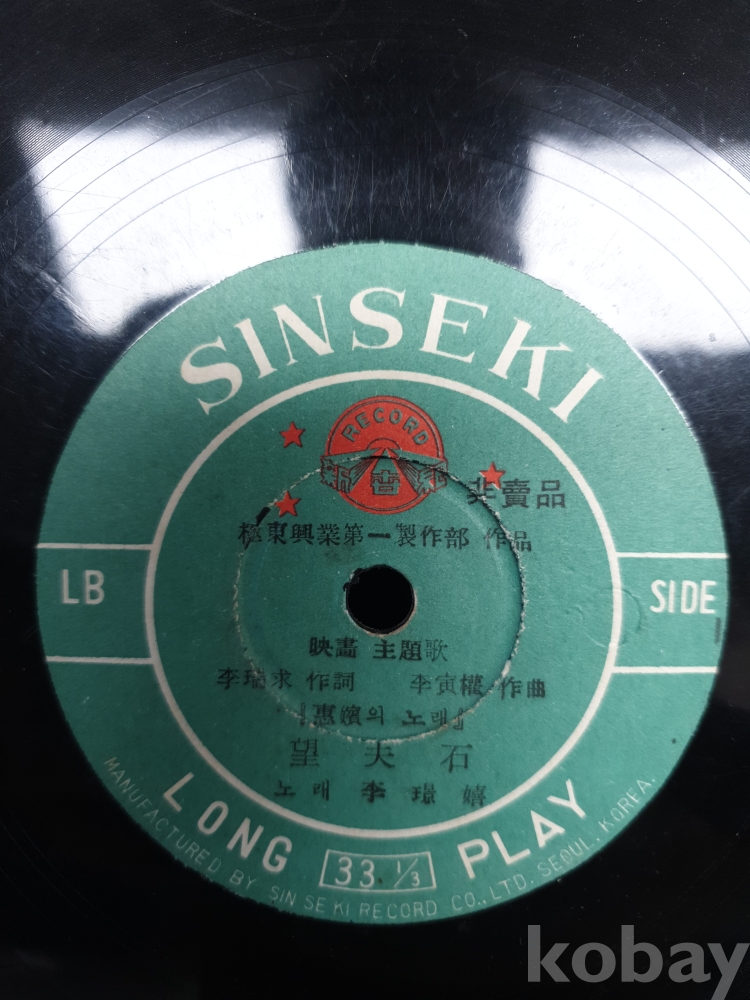 SINSEKI
RECORD
新世紀
非賣品
極東興業第一製作部 作品
LB
SIDE
映畵 主題歌
李瑞求 作詞 李寅權 作曲
『惠嬪의 노래』
望夫石
노래 李璟嬉
LONG 33 1/3 PLAY
MANUFACTURED BY SIN SE KI RECORD CO., LTD. SEOUL. KOREA.
kobay